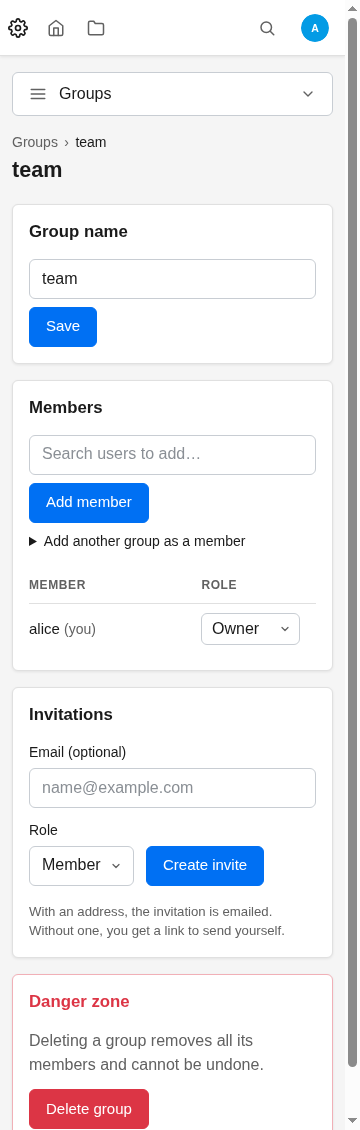 A
Groups
Groups › team
team
Group name
team
Save
Members
Search users to add…
Add member
Add another group as a member
MEMBER ROLE
alice (you) Owner
Invitations
Email (optional)
name@example.com
Role
Member Create invite
With an address, the invitation is emailed.
Without one, you get a link to send yourself.
Danger zone
Deleting a group removes all its
members and cannot be undone.
Delete group